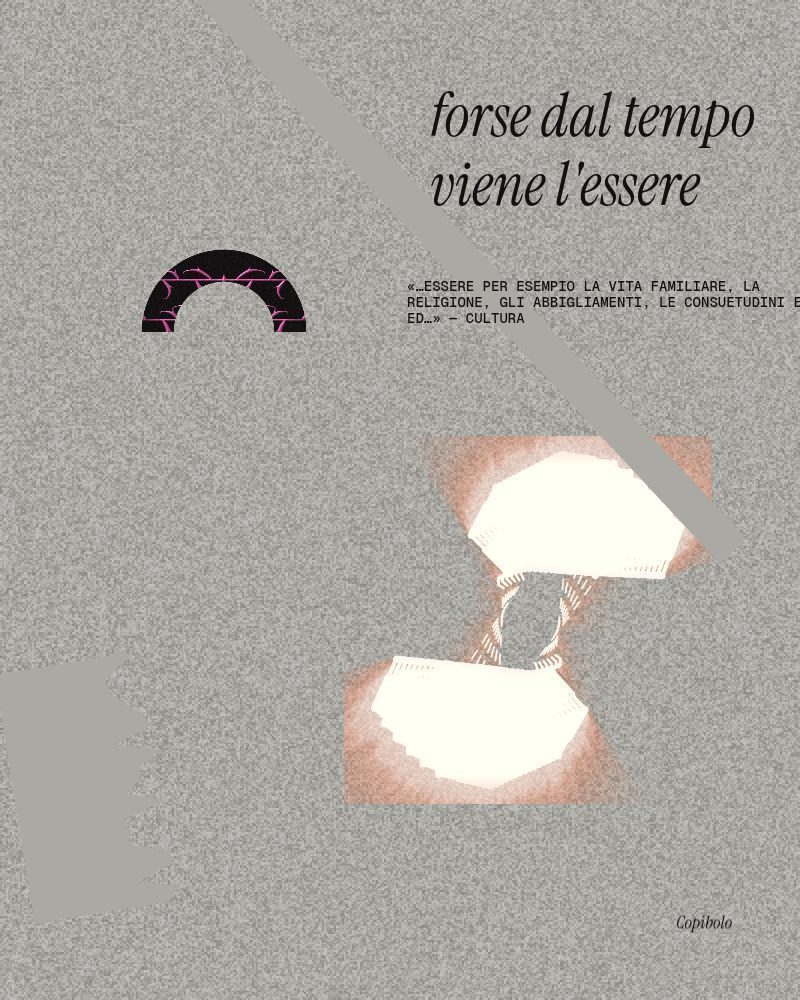 forse dal tempo
viene l'essere
«…ESSERE PER ESEMPIO LA VITA FAMILIARE, LA
RELIGIONE, GLI ABBIGLIAMENTI, LE CONSUETUDINI E
ED…» — CULTURA
Copibolo